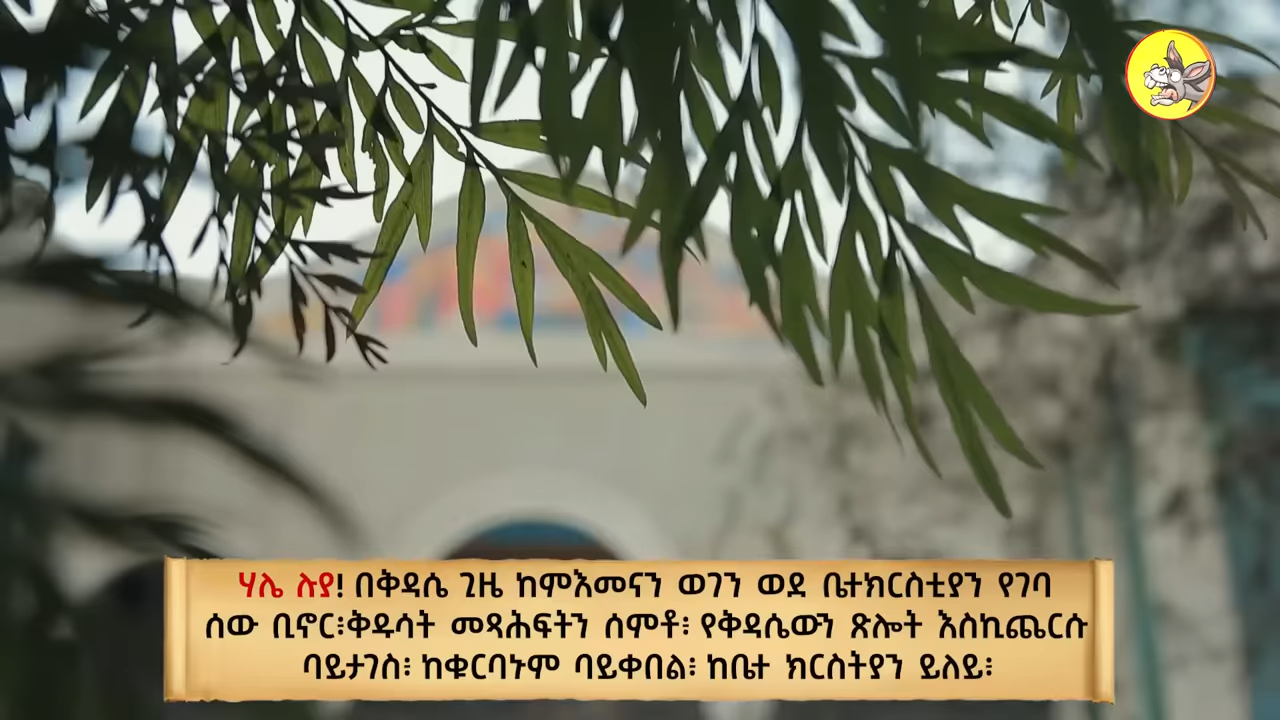 ሃሌ ሉያ! በቅዳሴ ጊዜ ከምእመናን ወገን ወደ ቤተክርስቲያን የገባ
ሰው ቢኖር፥ቅዱሳት መጻሕፍትን ሰምቶ፥ የቅዳሴውን ጽሎት እስኪጨርሱ
ባይታገስ፥ ከቁርባኑም ባይቀበል፥ ከቤተ ክርስትያን ይለይ፥